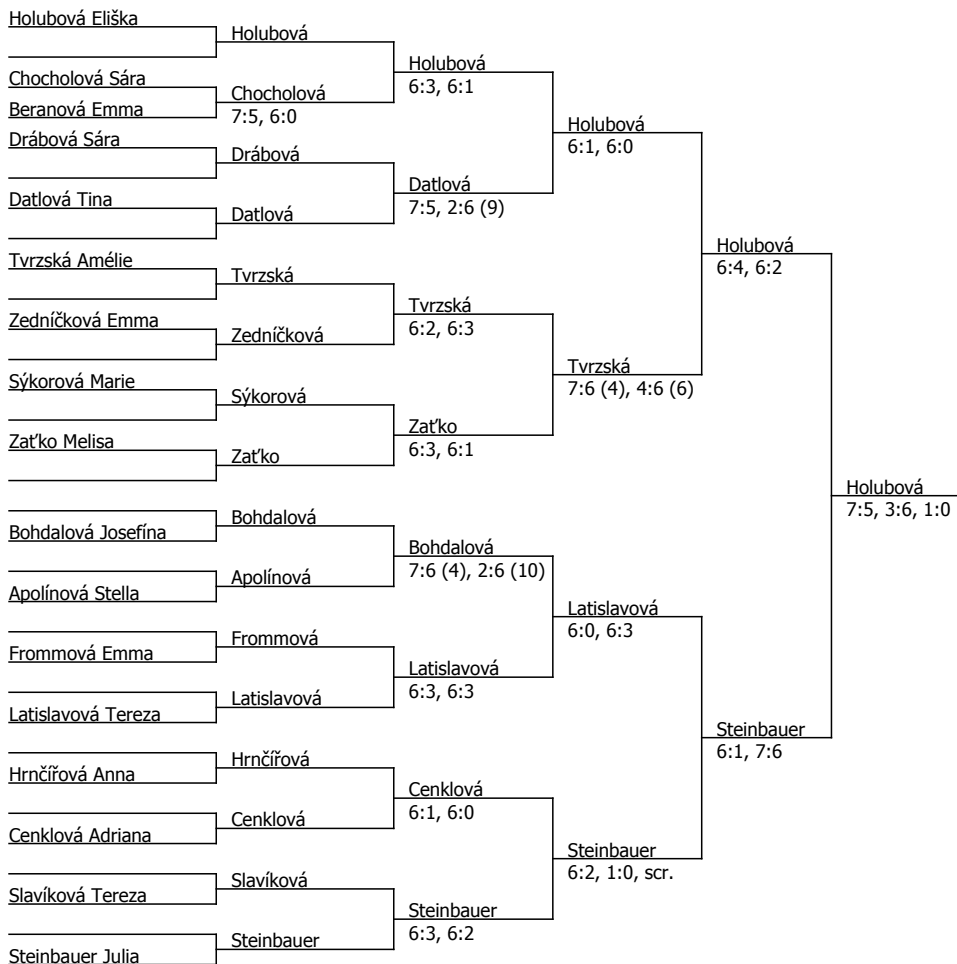 Holubová Eliška
Chocholová Sára
Beranová Emma
Drábová Sára
Datlová Tina
Tvrzská Amélie
Zedníčková Emma
Sýkorová Marie
Zaťko Melisa
Bohdalová Josefína
Apolínová Stella
Frommová Emma
Latislavová Tereza
Hrnčířová Anna
Cenklová Adriana
Slavíková Tereza
Steinbauer Julia
Holubová
Chocholová
7:5, 6:0
Drábová
Datlová
Tvrzská
Zedníčková
Sýkorová
Zaťko
Bohdalová
Apolínová
Frommová
Latislavová
Hrnčířová
Cenklová
Slavíková
Steinbauer
Holubová
6:3, 6:1
Datlová
7:5, 2:6 (9)
Tvrzská
6:2, 6:3
Zaťko
6:3, 6:1
Bohdalová
7:6 (4), 2:6 (10)
Latislavová
6:3, 6:3
Cenklová
6:1, 6:0
Steinbauer
6:3, 6:2
Holubová
6:1, 6:0
Tvrzská
7:6 (4), 4:6 (6)
Latislavová
6:0, 6:3
Steinbauer
6:2, 1:0, scr.
Holubová
6:4, 6:2
Steinbauer
6:1, 7:6
Holubová
7:5, 3:6, 1:0